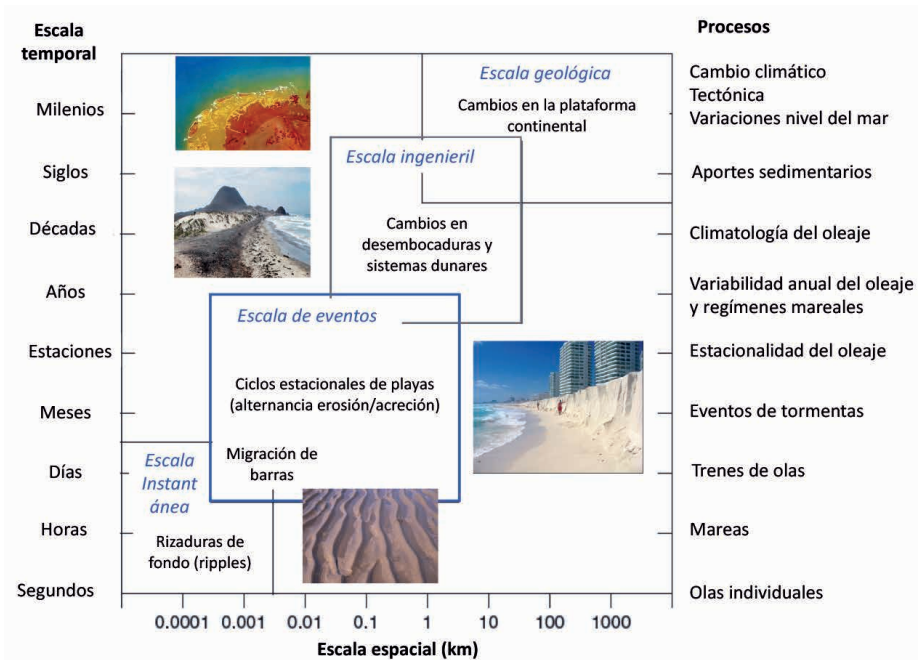 Escala
temporal
Milenios
Siglos
Décadas
Años
Estaciones
Meses
Días
Horas
Segundos
Escala geológica
Cambios en la plataforma
continental
Escala ingenieril
Cambios en
desembocaduras y
sistemas dunares
Escala de eventos
Ciclos estacionales de playas
(alternancia erosión/acreción)
Migración de
barras
Escala
Instant
ánea
Rizaduras de
fondo (ripples)
Procesos
Cambio climático
Tectónica
Variaciones nivel del mar
Aportes sedimentarios
Climatología del oleaje
Variabilidad anual del oleaje
y regímenes mareales
Estacionalidad del oleaje
Eventos de tormentas
Trenes de olas
Mareas
Olas individuales
0.0001 0.001 0.01 0.1 1 10 100 1000
Escala espacial (km)